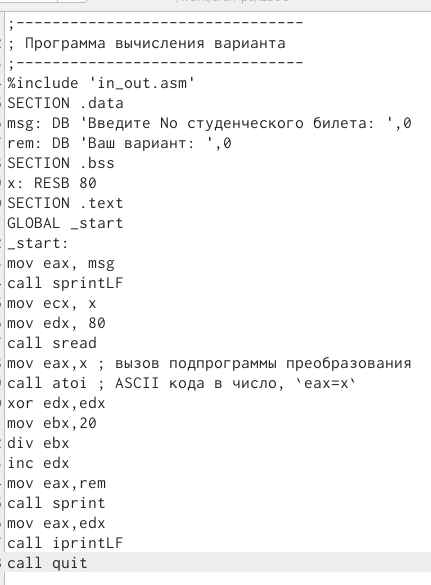 ;--------------------------------
; Программа вычисления варианта
;--------------------------------
%include 'in_out.asm'
SECTION .data
msg: DB 'Введите No студенческого билета: ',0
rem: DB 'Ваш вариант: ',0
SECTION .bss
x: RESB 80
SECTION .text
GLOBAL _start
_start:
mov eax, msg
call sprintLF
mov ecx, x
mov edx, 80
call sread
mov eax,x ; вызов подпрограммы преобразования
call atoi ; ASCII кода в число, `eax=x`
xor edx,edx
mov ebx,20
div ebx
inc edx
mov eax,rem
call sprint
mov eax,edx
call iprintLF
call quit